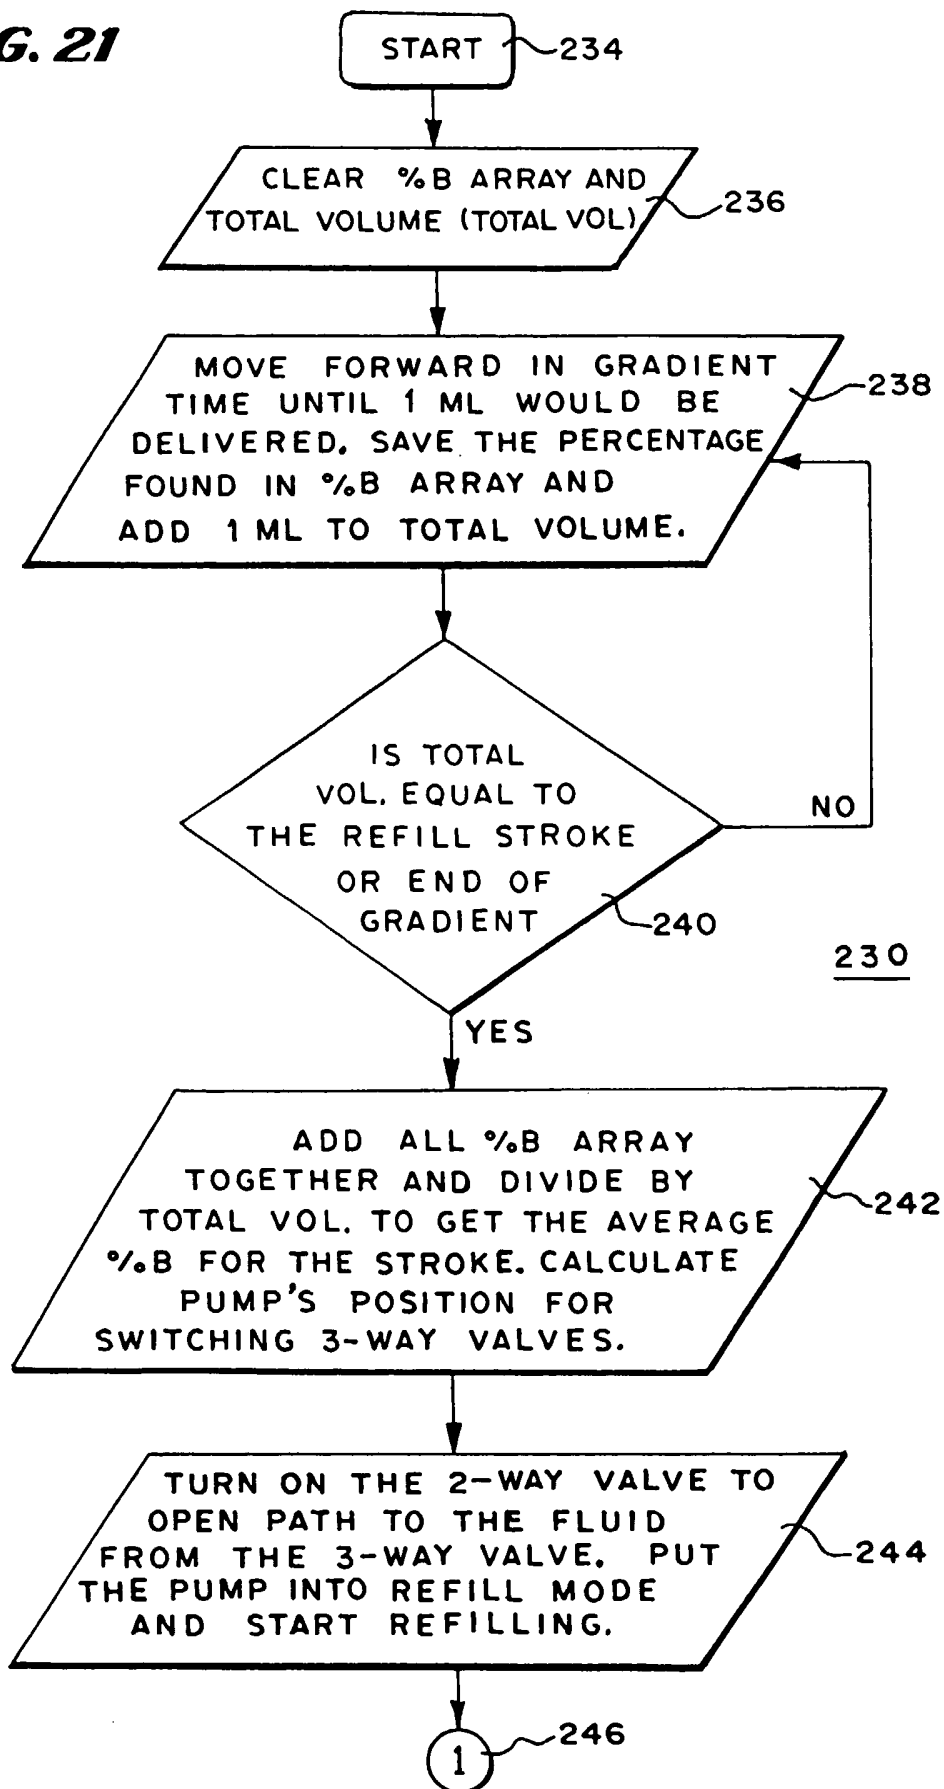 G. 21
START
234
CLEAR %B ARRAY AND
TOTAL VOLUME (TOTAL VOL)
236
MOVE FORWARD IN GRADIENT
TIME UNTIL 1 ML WOULD BE
DELIVERED. SAVE THE PERCENTAGE
FOUND IN %B ARRAY AND
ADD 1 ML TO TOTAL VOLUME.
238
IS TOTAL
VOL. EQUAL TO
THE REFILL STROKE
OR END OF
GRADIENT
NO
240
230
YES
ADD ALL %B ARRAY
TOGETHER AND DIVIDE BY
TOTAL VOL. TO GET THE AVERAGE
%B FOR THE STROKE. CALCULATE
PUMP'S POSITION FOR
SWITCHING 3-WAY VALVES.
242
TURN ON THE 2-WAY VALVE TO
OPEN PATH TO THE FLUID
FROM THE 3-WAY VALVE. PUT
THE PUMP INTO REFILL MODE
AND START REFILLING.
244
1
246